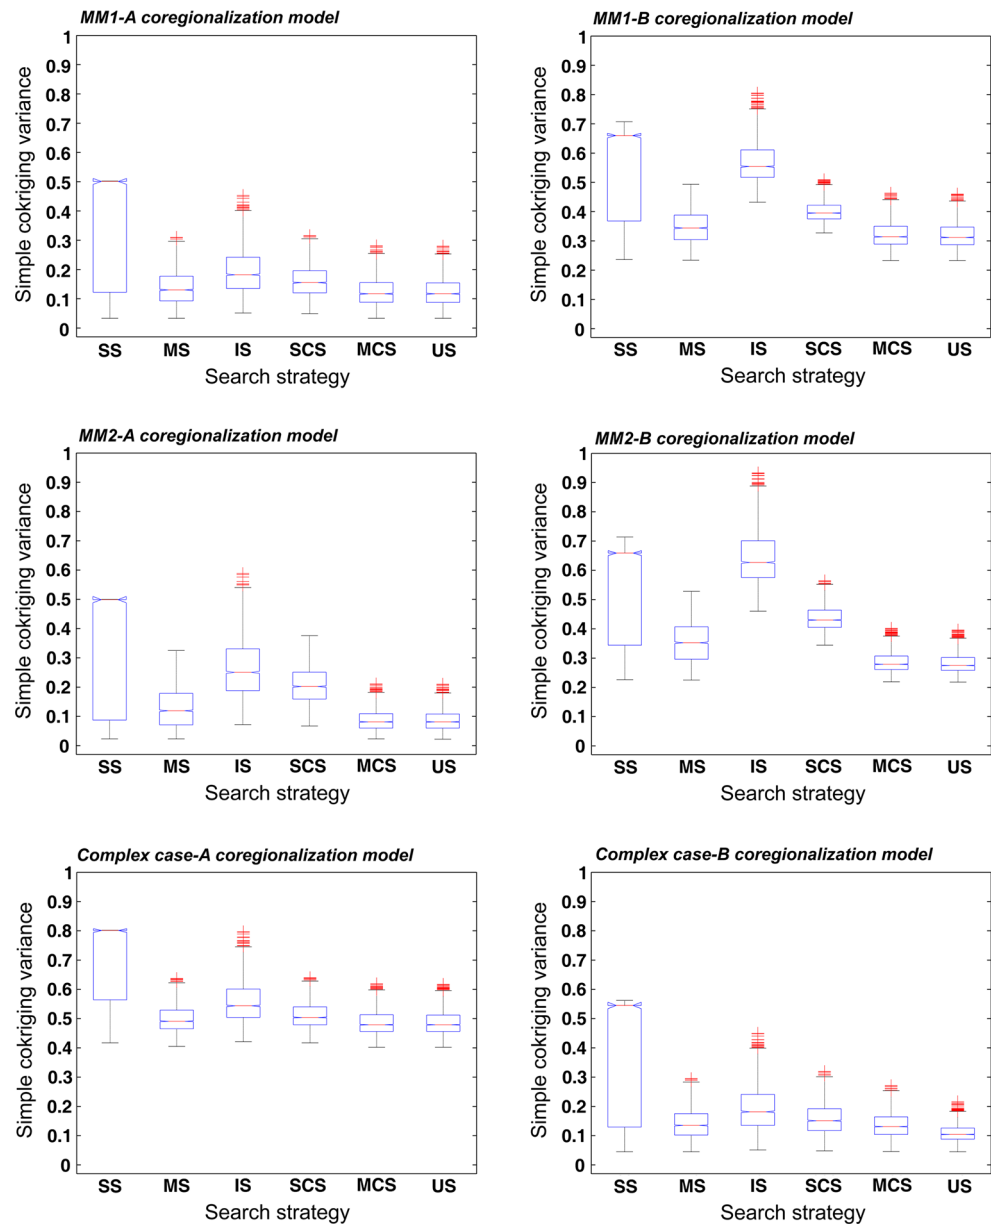 MM1-A coregionalization model
1
0.9
0.8
0.7
0.6
0.5
0.4
0.3
0.2
0.1
0
Simple cokriging variance
SS MS IS SCS MCS US
Search strategy
MM1-B coregionalization model
1
0.9
0.8
0.7
0.6
0.5
0.4
0.3
0.2
0.1
0
Simple cokriging variance
SS MS IS SCS MCS US
Search strategy
MM2-A coregionalization model
1
0.9
0.8
0.7
0.6
0.5
0.4
0.3
0.2
0.1
0
Simple cokriging variance
SS MS IS SCS MCS US
Search strategy
MM2-B coregionalization model
1
0.9
0.8
0.7
0.6
0.5
0.4
0.3
0.2
0.1
0
Simple cokriging variance
SS MS IS SCS MCS US
Search strategy
Complex case-A coregionalization model
1
0.9
0.8
0.7
0.6
0.5
0.4
0.3
0.2
0.1
0
Simple cokriging variance
SS MS IS SCS MCS US
Search strategy
Complex case-B coregionalization model
1
0.9
0.8
0.7
0.6
0.5
0.4
0.3
0.2
0.1
0
Simple cokriging variance
SS MS IS SCS MCS US
Search strategy